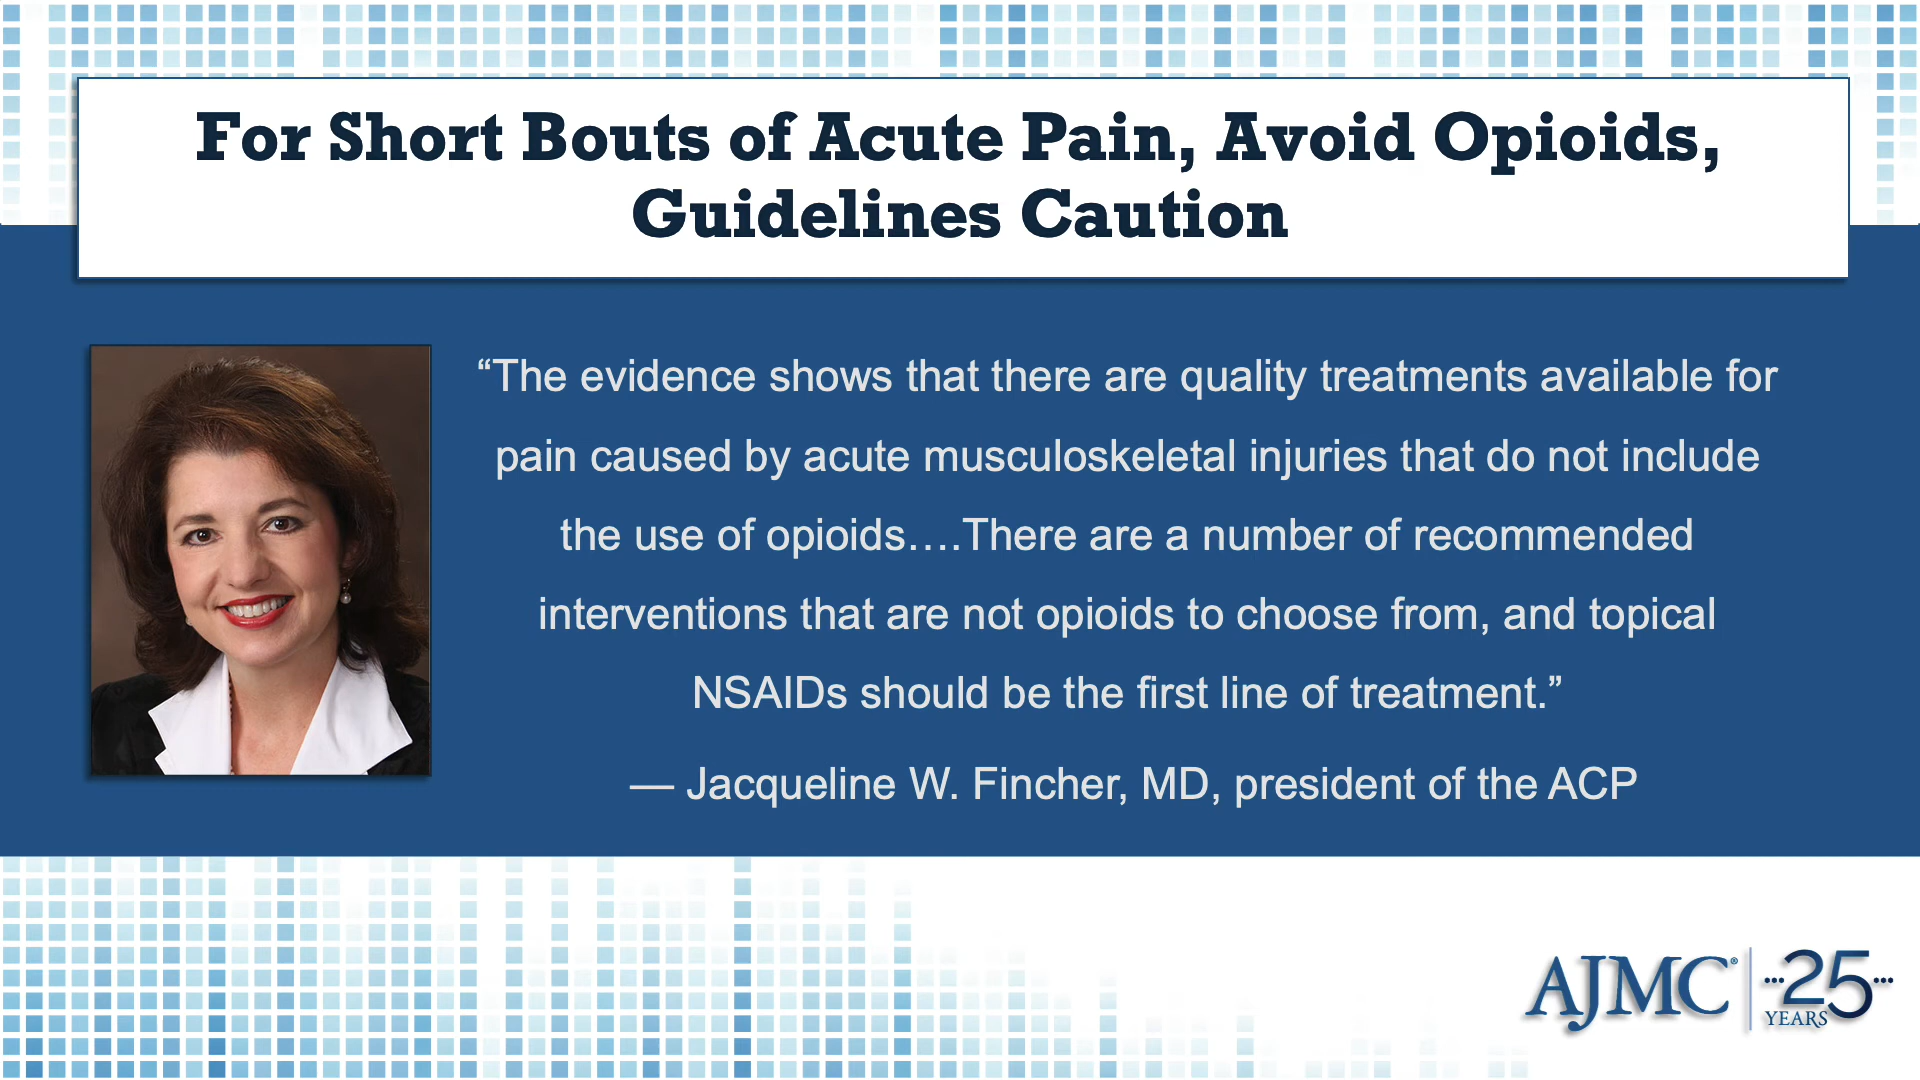 For Short Bouts of Acute Pain, Avoid Opioids,
Guidelines Caution
“The evidence shows that there are quality treatments available for
pain caused by acute musculoskeletal injuries that do not include
the use of opioids….There are a number of recommended
interventions that are not opioids to choose from, and topical
NSAIDs should be the first line of treatment.”
— Jacqueline W. Fincher, MD, president of the ACP
AJMC® 25
YEARS